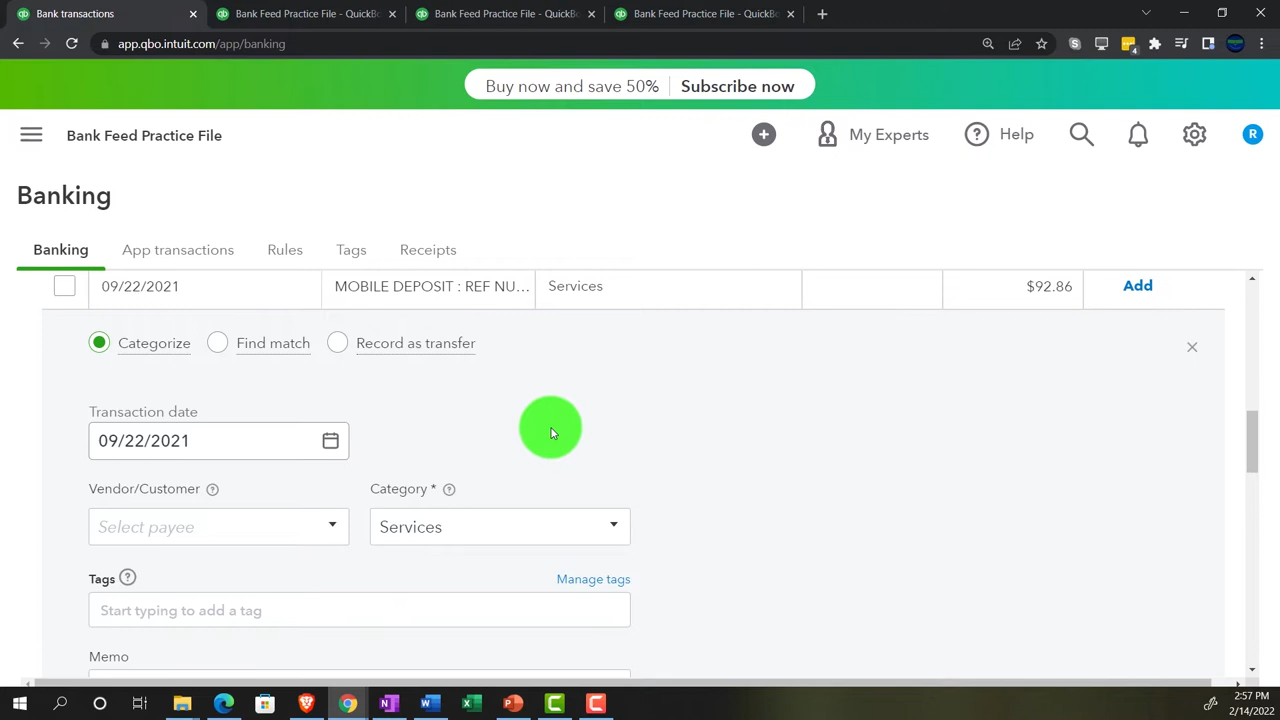 Bank transactions
Bank Feed Practice File - QuickBo
Bank Feed Practice File - QuickBo
Bank Feed Practice File - QuickBo
app.qbo.intuit.com/app/banking
4
Buy now and save 50% Subscribe now
Bank Feed Practice File
My Experts
Help
R
Banking
Banking
App transactions
Rules
Tags
Receipts
09/22/2021
MOBILE DEPOSIT : REF NU...
Services
$92.86
Add
Categorize
Find match
Record as transfer
Transaction date
09/22/2021
Vendor/Customer
Category *
Select payee
Services
Tags
Manage tags
Start typing to add a tag
Memo
2:57 PM
2/14/2022